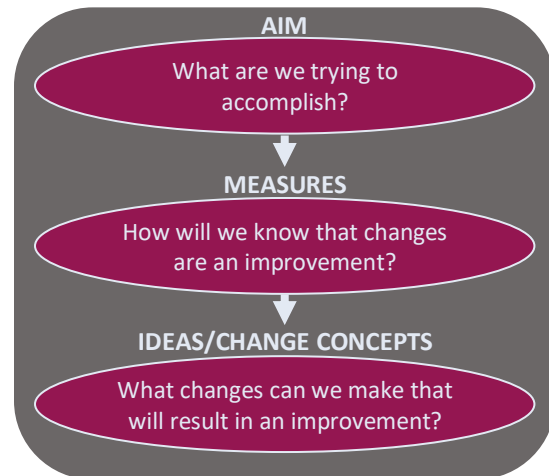 AIM
What are we trying to
accomplish?
MEASURES
How will we know that changes
are an improvement?
IDEAS/CHANGE CONCEPTS
What changes can we make that
will result in an improvement?